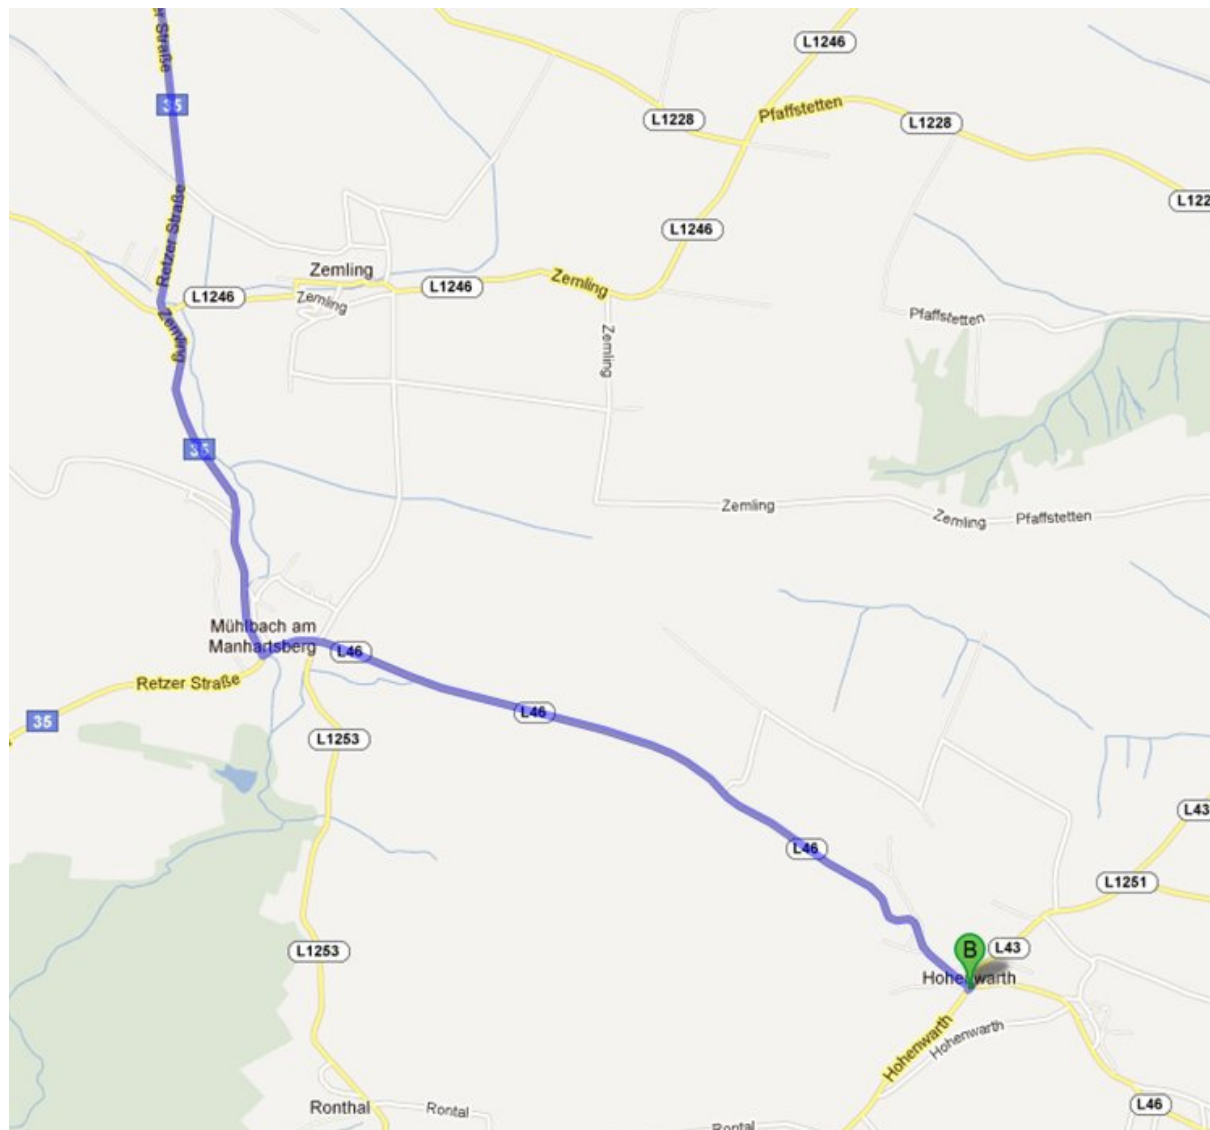 er Straße
L1246
35
Pfaffstetten
L1228
L1228
Retzer Straße
L122
L1246
Zemling
L1246
L1246
Zemling
Zemling
Pfaffstetten
Zemling
Zemling
35
Zemling
Zemling
Pfaffstetten
Mühlbach am
Manhartsberg
L46
Retzer Straße
L46
35
L1253
L43
L46
L1251
L1253
B
L43
Hohenwarth
Hohenwarth
Hohenwarth
Ronthal
Rontal
L46
Rontal